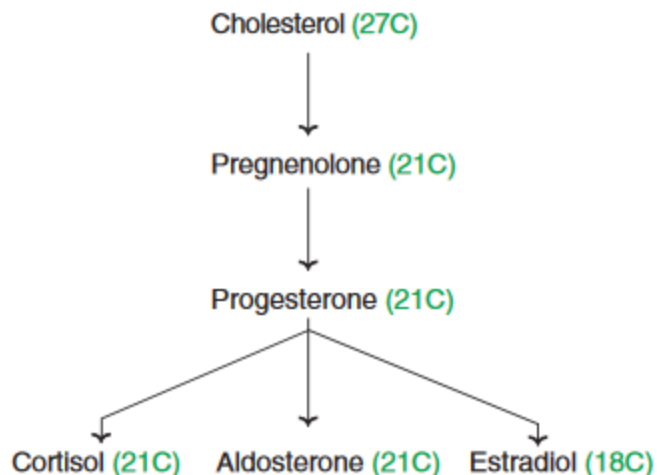 Cholesterol (27C)
Pregnenolone (21C)
Progesterone (21C)
Cortisol (21C) Aldosterone (21C) Estradiol (18C)